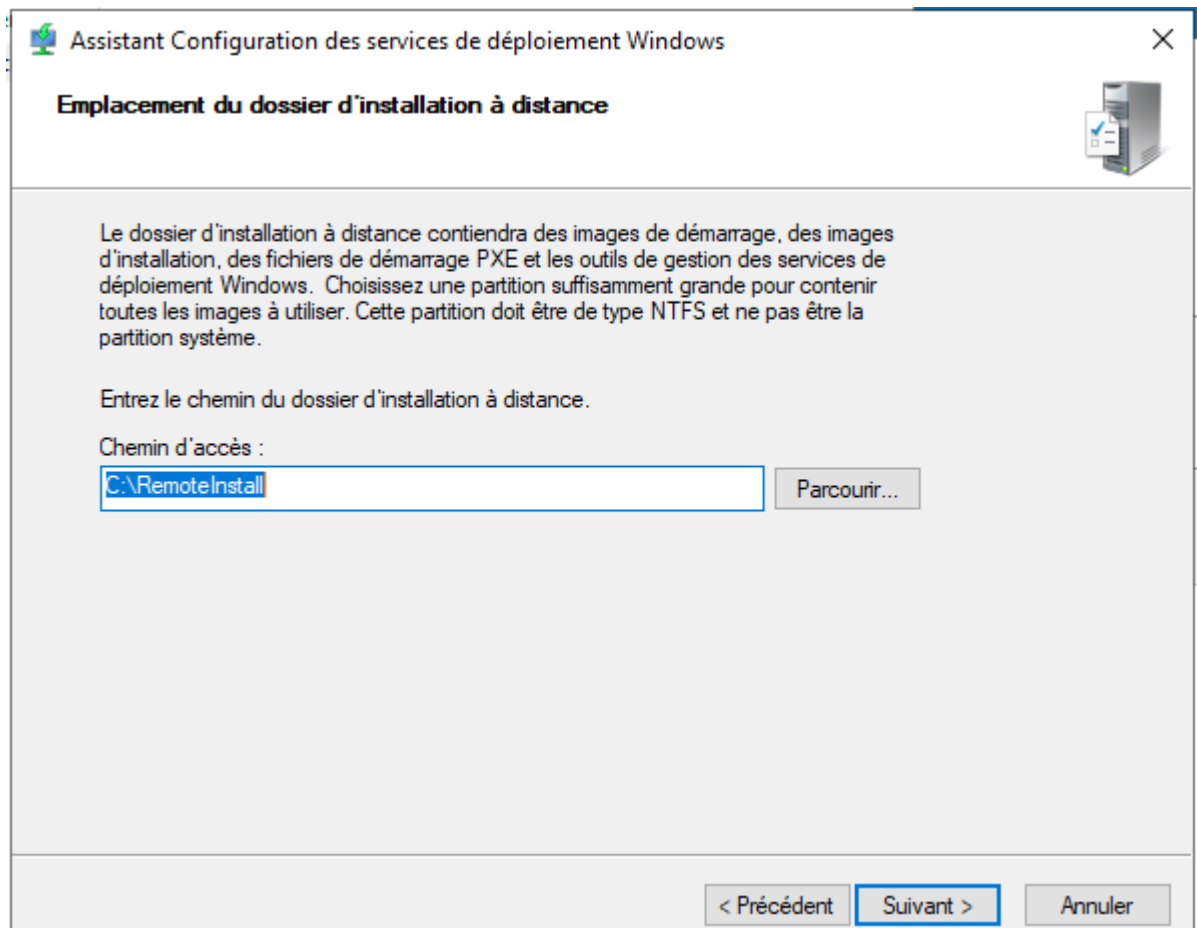 Assistant Configuration des services de déploiement Windows
Emplacement du dossier d'installation à distance
Le dossier d'installation à distance contiendra des images de démarrage, des images
d'installation, des fichiers de démarrage PXE et les outils de gestion des services de
déploiement Windows. Choisissez une partition suffisamment grande pour contenir
toutes les images à utiliser. Cette partition doit être de type NTFS et ne pas être la
partition système.
Entrez le chemin du dossier d'installation à distance.
Chemin d'accès :
C:\RemoteInstall
Parcourir...
< Précédent
Suivant >
Annuler